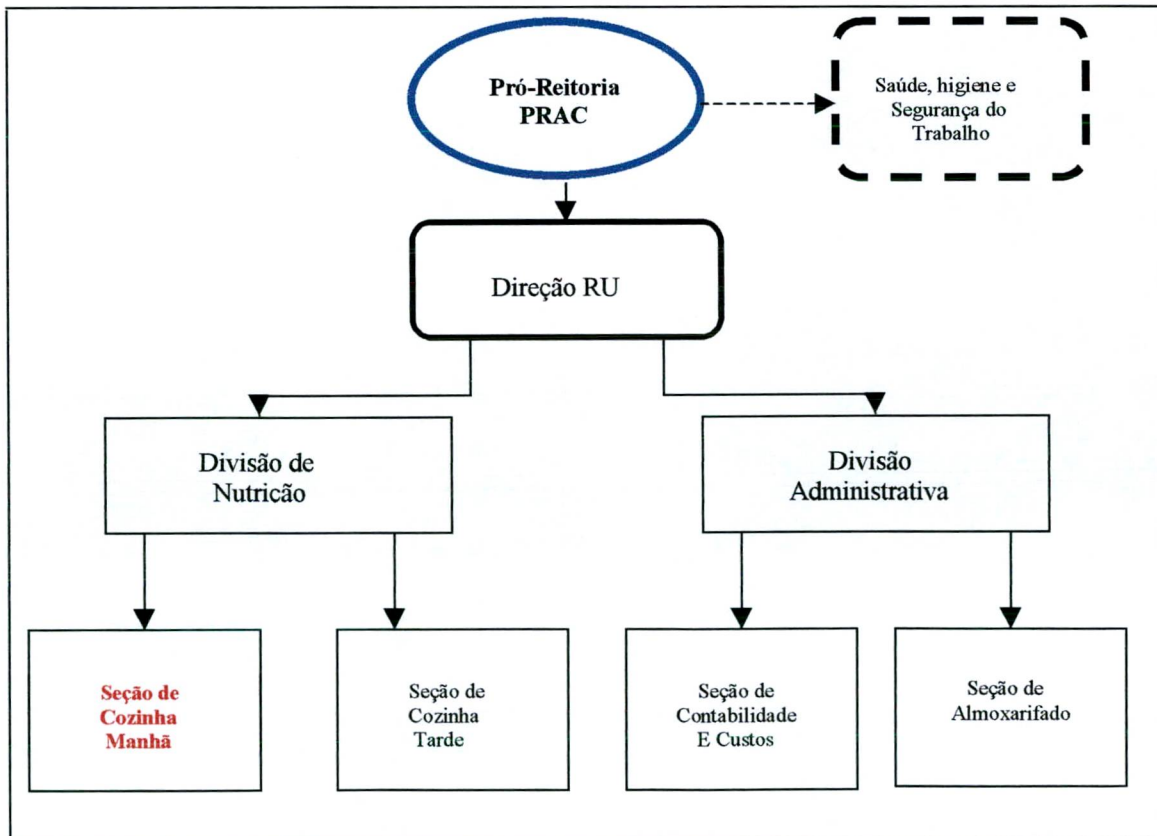 Pró-Reitoria
PRAC
Saúde, higiene e
Segurança do
Trabalho
Direção RU
Divisão de
Nutrição
Divisão
Administrativa
Seção de
Cozinha
Manhã
Seção de
Cozinha
Tarde
Seção de
Contabilidade
E Custos
Seção de
Almoxarifado